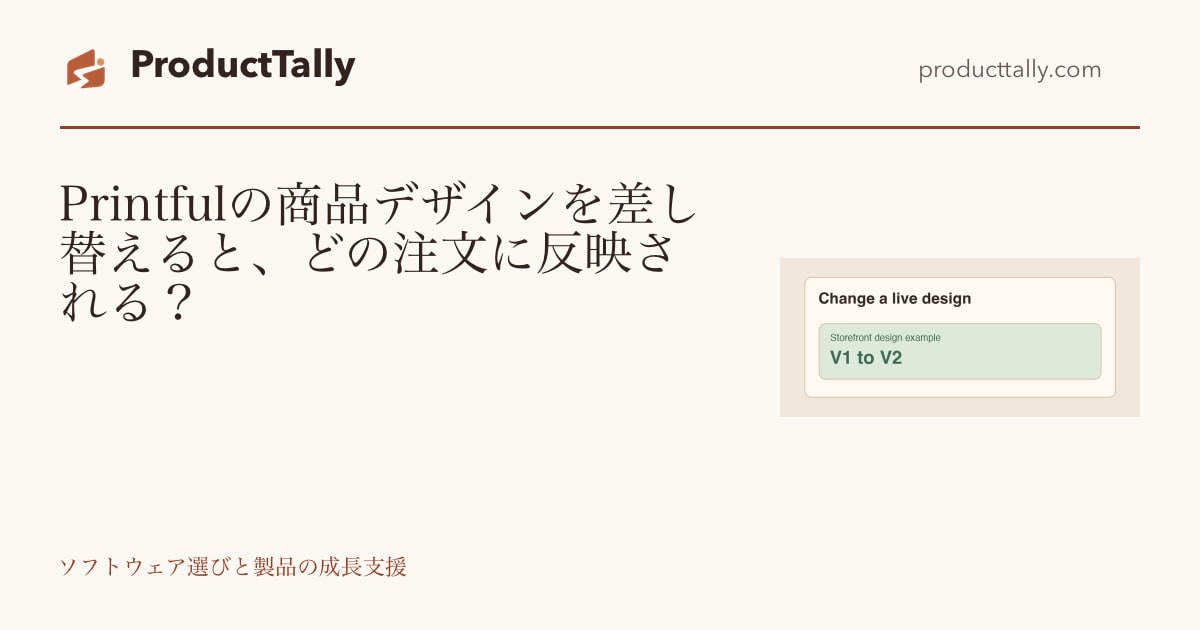 ProductTally
producttally.com
Printfulの商品デザインを差し
替えると、どの注文に反映さ
れる？
Change a live design
Storefront design example
V1 to V2
ソフトウェア選びと製品の成長支援